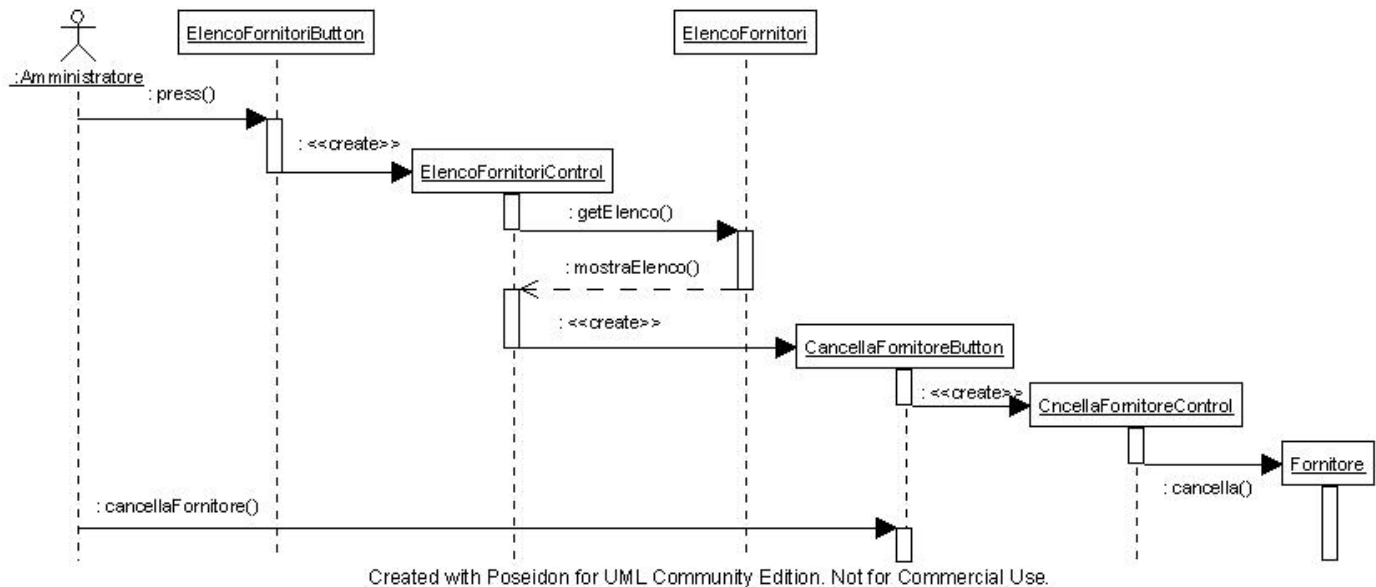 ElencoFornitoriButton
ElencoFornitori
:Amministratore
: press()
: <<create>>
ElencoFornitoriControl
: getElenco()
: mostraElenco()
: <<create>>
CancellaFornitoreButton
: <<create>>
CncellaFornitoreControl
Fornitore
: cancella()
: cancellaFornitore()
Created with Poseidon for UML Community Edition. Not for Commercial Use.